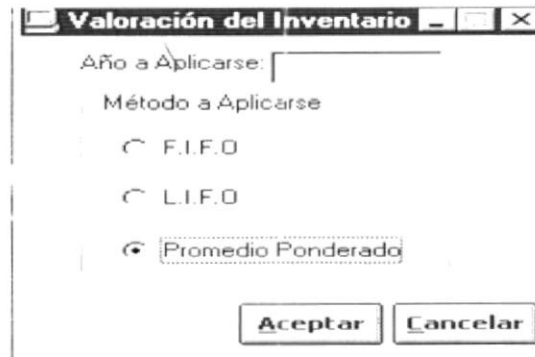 Valoración del Inventario
Año a Aplicarse:
Método a Aplicarse
F.I.F.O
L.I.F.O
Promedio Ponderado
Aceptar Cancelar